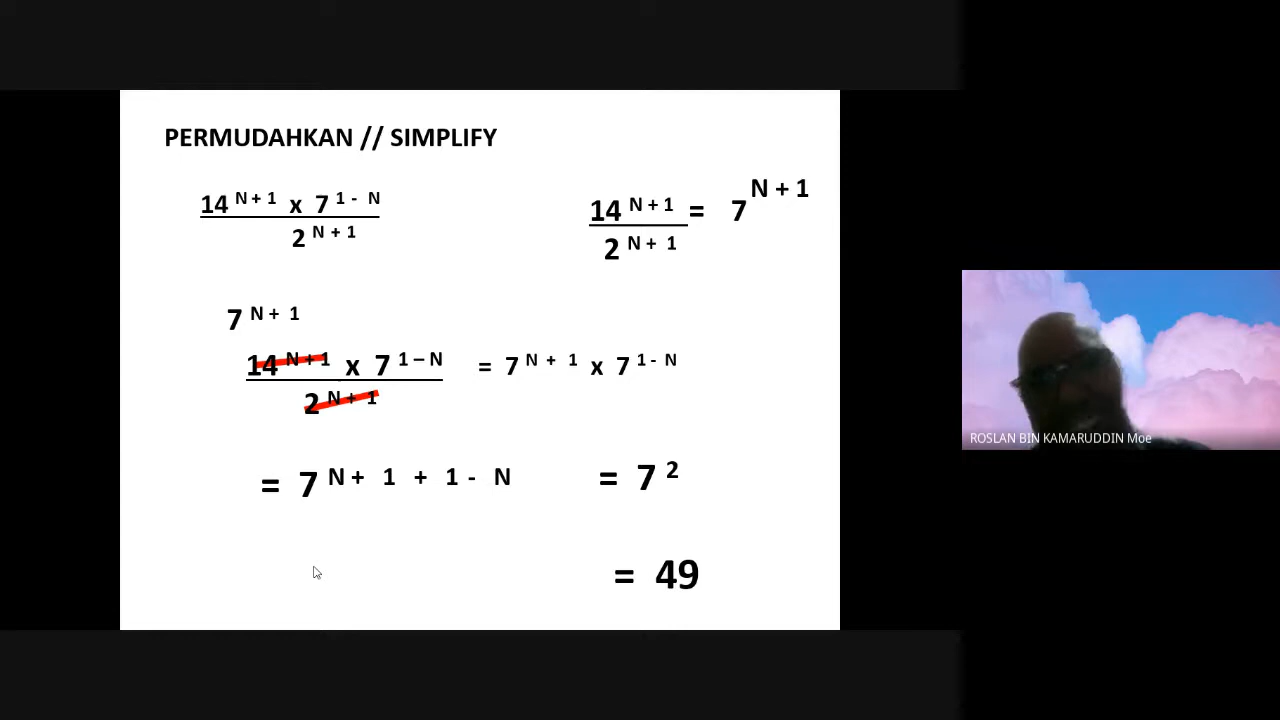 PERMUDAHKAN // SIMPLIFY
14 N + 1 x 7 1 - N
2 N + 1
14 N + 1 = 7 N + 1
2 N + 1
7 N + 1
14 N + 1 x 7 1 – N = 7 N + 1 x 7 1 - N
2 N + 1
= 7 N + 1 + 1 - N = 7 2
= 49
ROSLAN BIN KAMARUDDIN Moe